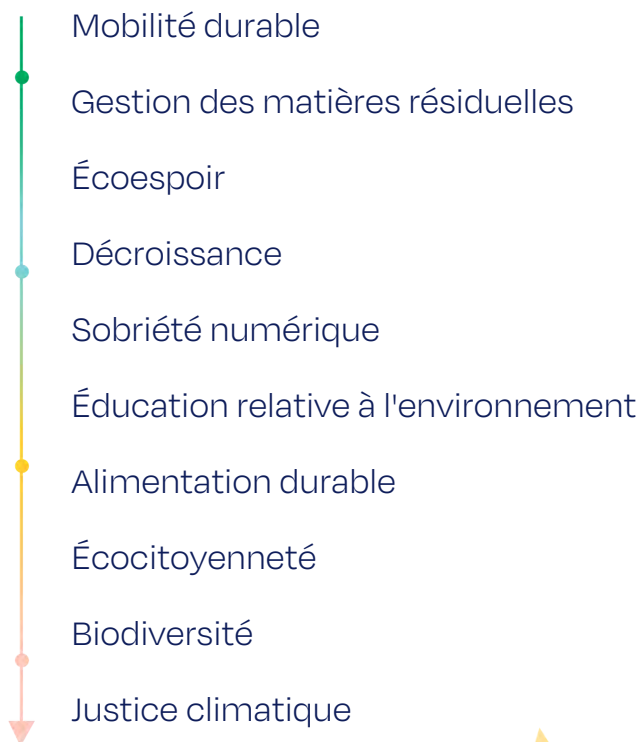 Mobilité durable
Gestion des matières résiduelles
Écoespoir
Décroissance
Sobriété numérique
Éducation relative à l'environnement
Alimentation durable
Écocitoyenneté
Biodiversité
Justice climatique